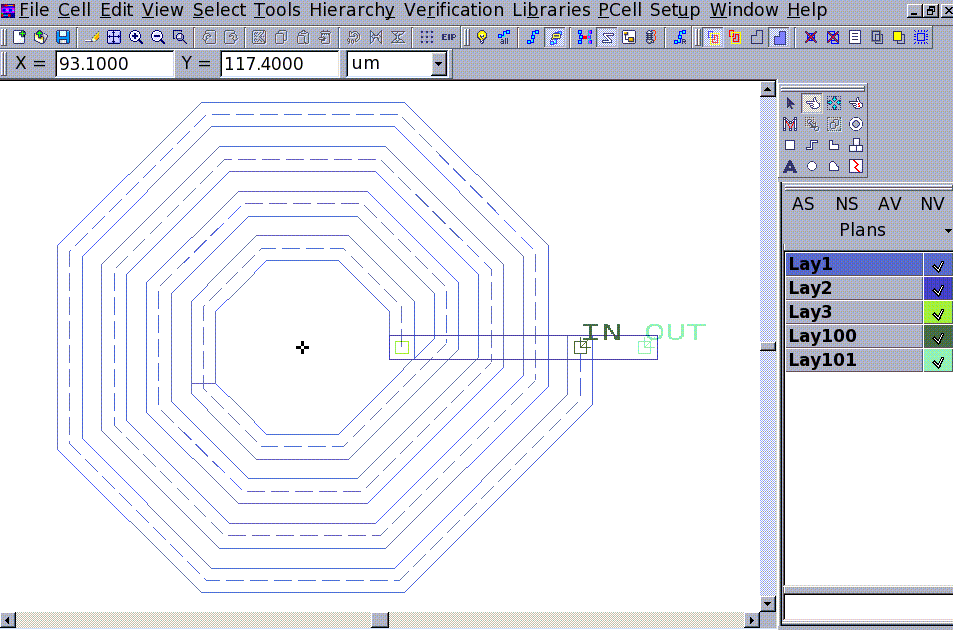 File Cell Edit View Select Tools Hierarchy Verification Libraries PCell Setup Window Help
EIP
X = 93.1000 Y = 117.4000 um
AS NS AV NV
Plans
Lay1
Lay2
Lay3
Lay100
Lay101
IN OUT